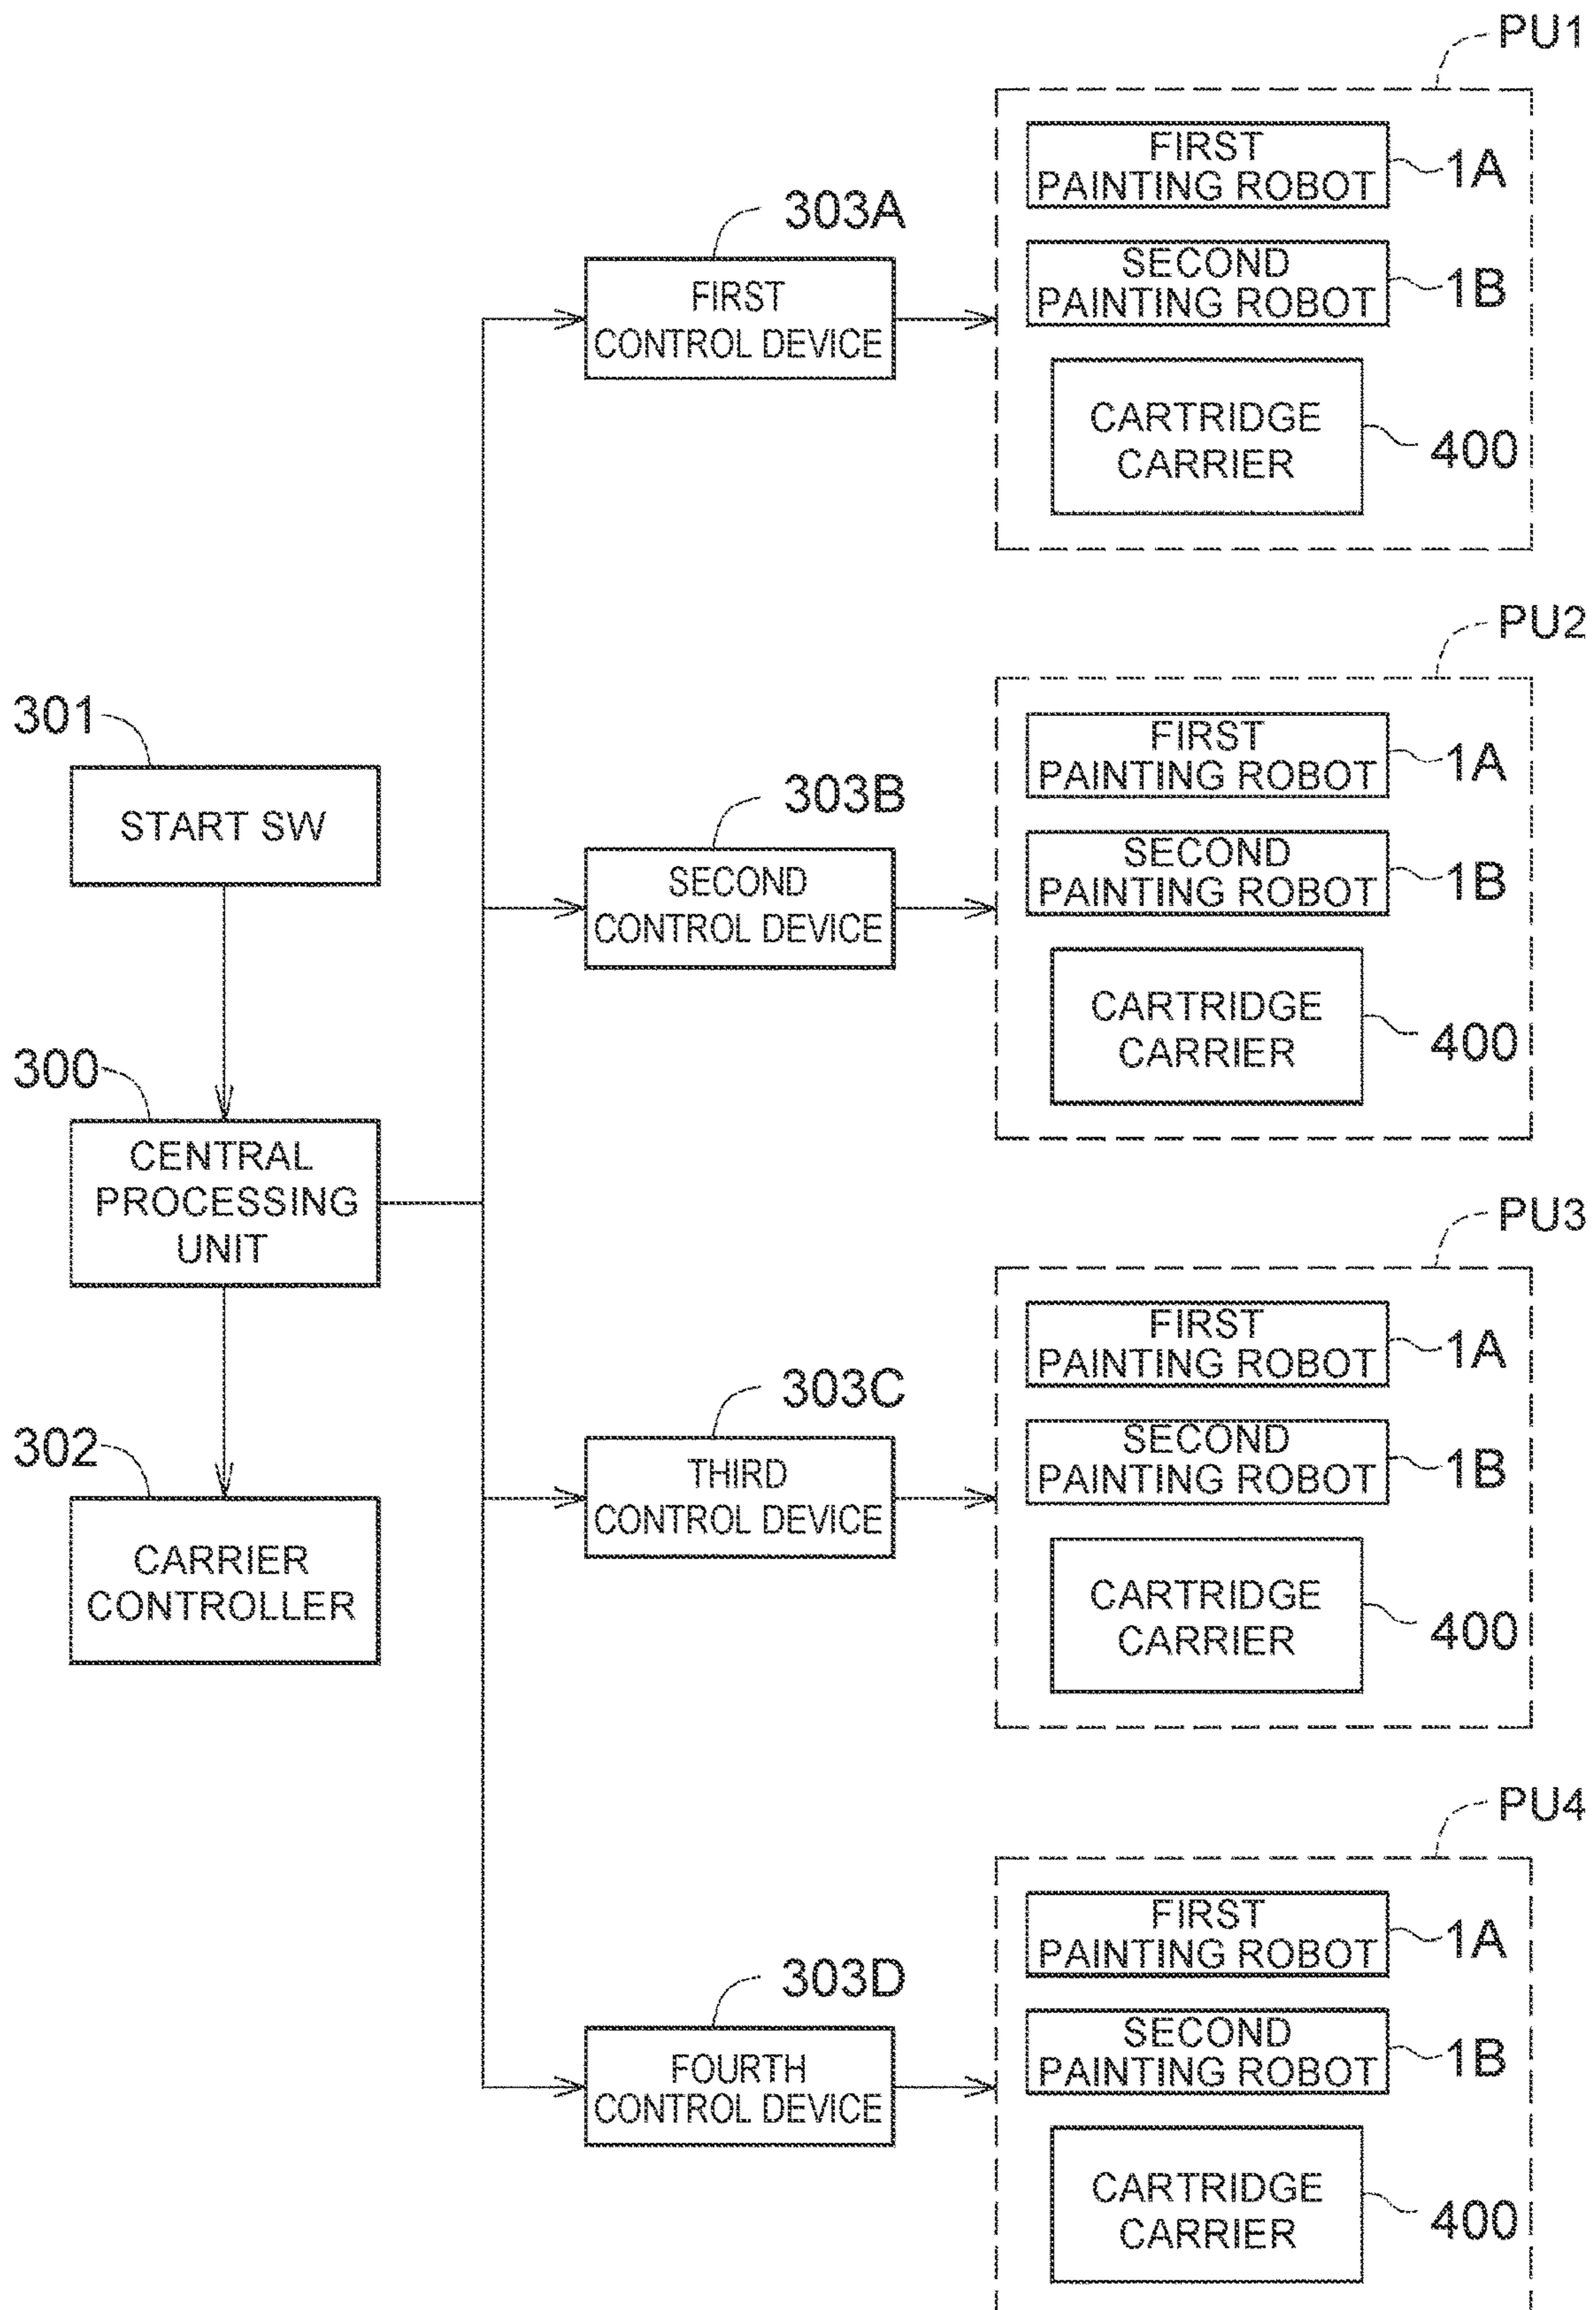 PU1
FIRST
PAINTING ROBOT
1A
303A
SECOND
PAINTING ROBOT
1B
FIRST
CONTROL DEVICE
CARTRIDGE
CARRIER
400
PU2
301
FIRST
PAINTING ROBOT
1A
START SW
303B
SECOND
PAINTING ROBOT
1B
SECOND
CONTROL DEVICE
CARTRIDGE
CARRIER
400
300
CENTRAL
PROCESSING
UNIT
PU3
FIRST
PAINTING ROBOT
1A
303C
302
SECOND
PAINTING ROBOT
1B
THIRD
CONTROL DEVICE
CARRIER
CONTROLLER
CARTRIDGE
CARRIER
400
PU4
FIRST
PAINTING ROBOT
1A
303D
SECOND
PAINTING ROBOT
1B
FOURTH
CONTROL DEVICE
CARTRIDGE
CARRIER
400